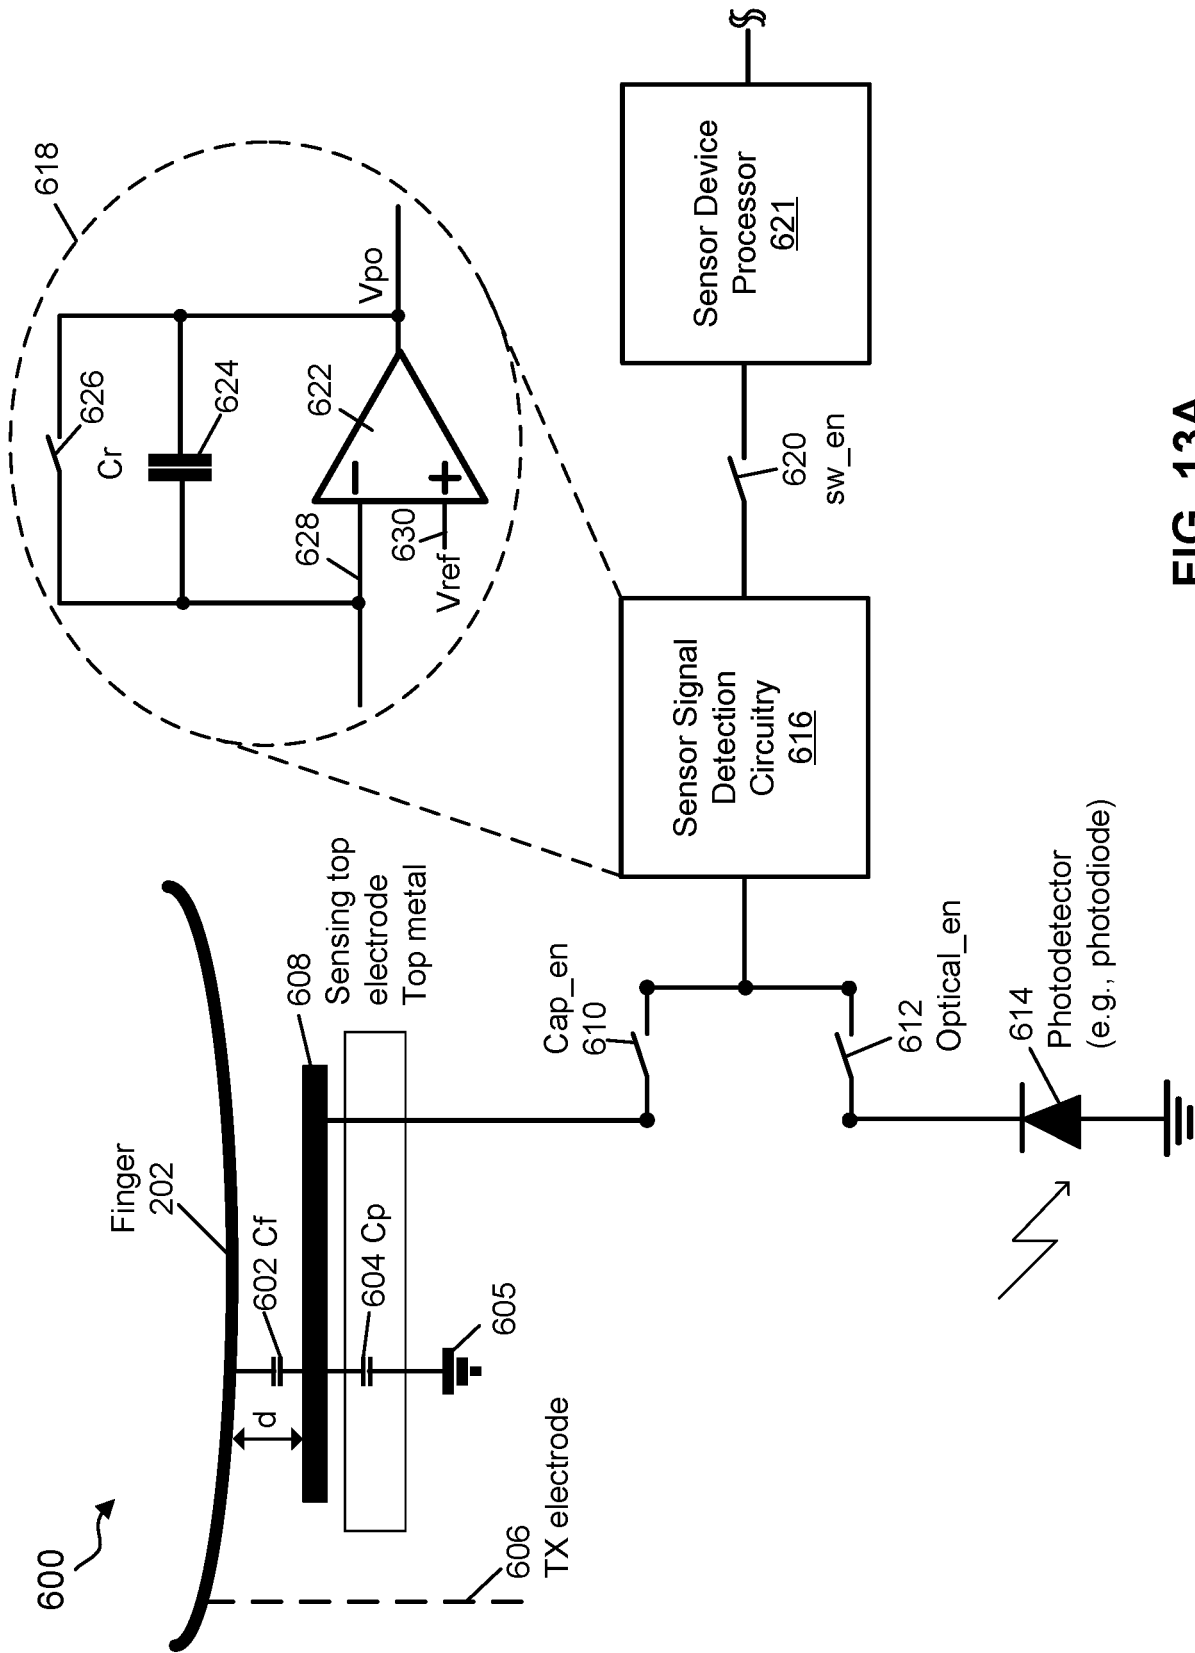 600
Finger
202
602 Cf
d
604 Cp
605
606
TX electrode
608
Sensing top
electrode
Top metal
618
626
Cr
624
622
628
630
Vref
Vpo
−
+
Cap_en
610
612
Optical_en
614
Photodetector
(e.g., photodiode)
Sensor Signal
Detection
Circuitry
616
620
sw_en
Sensor Device
Processor
621
FIG. 13A